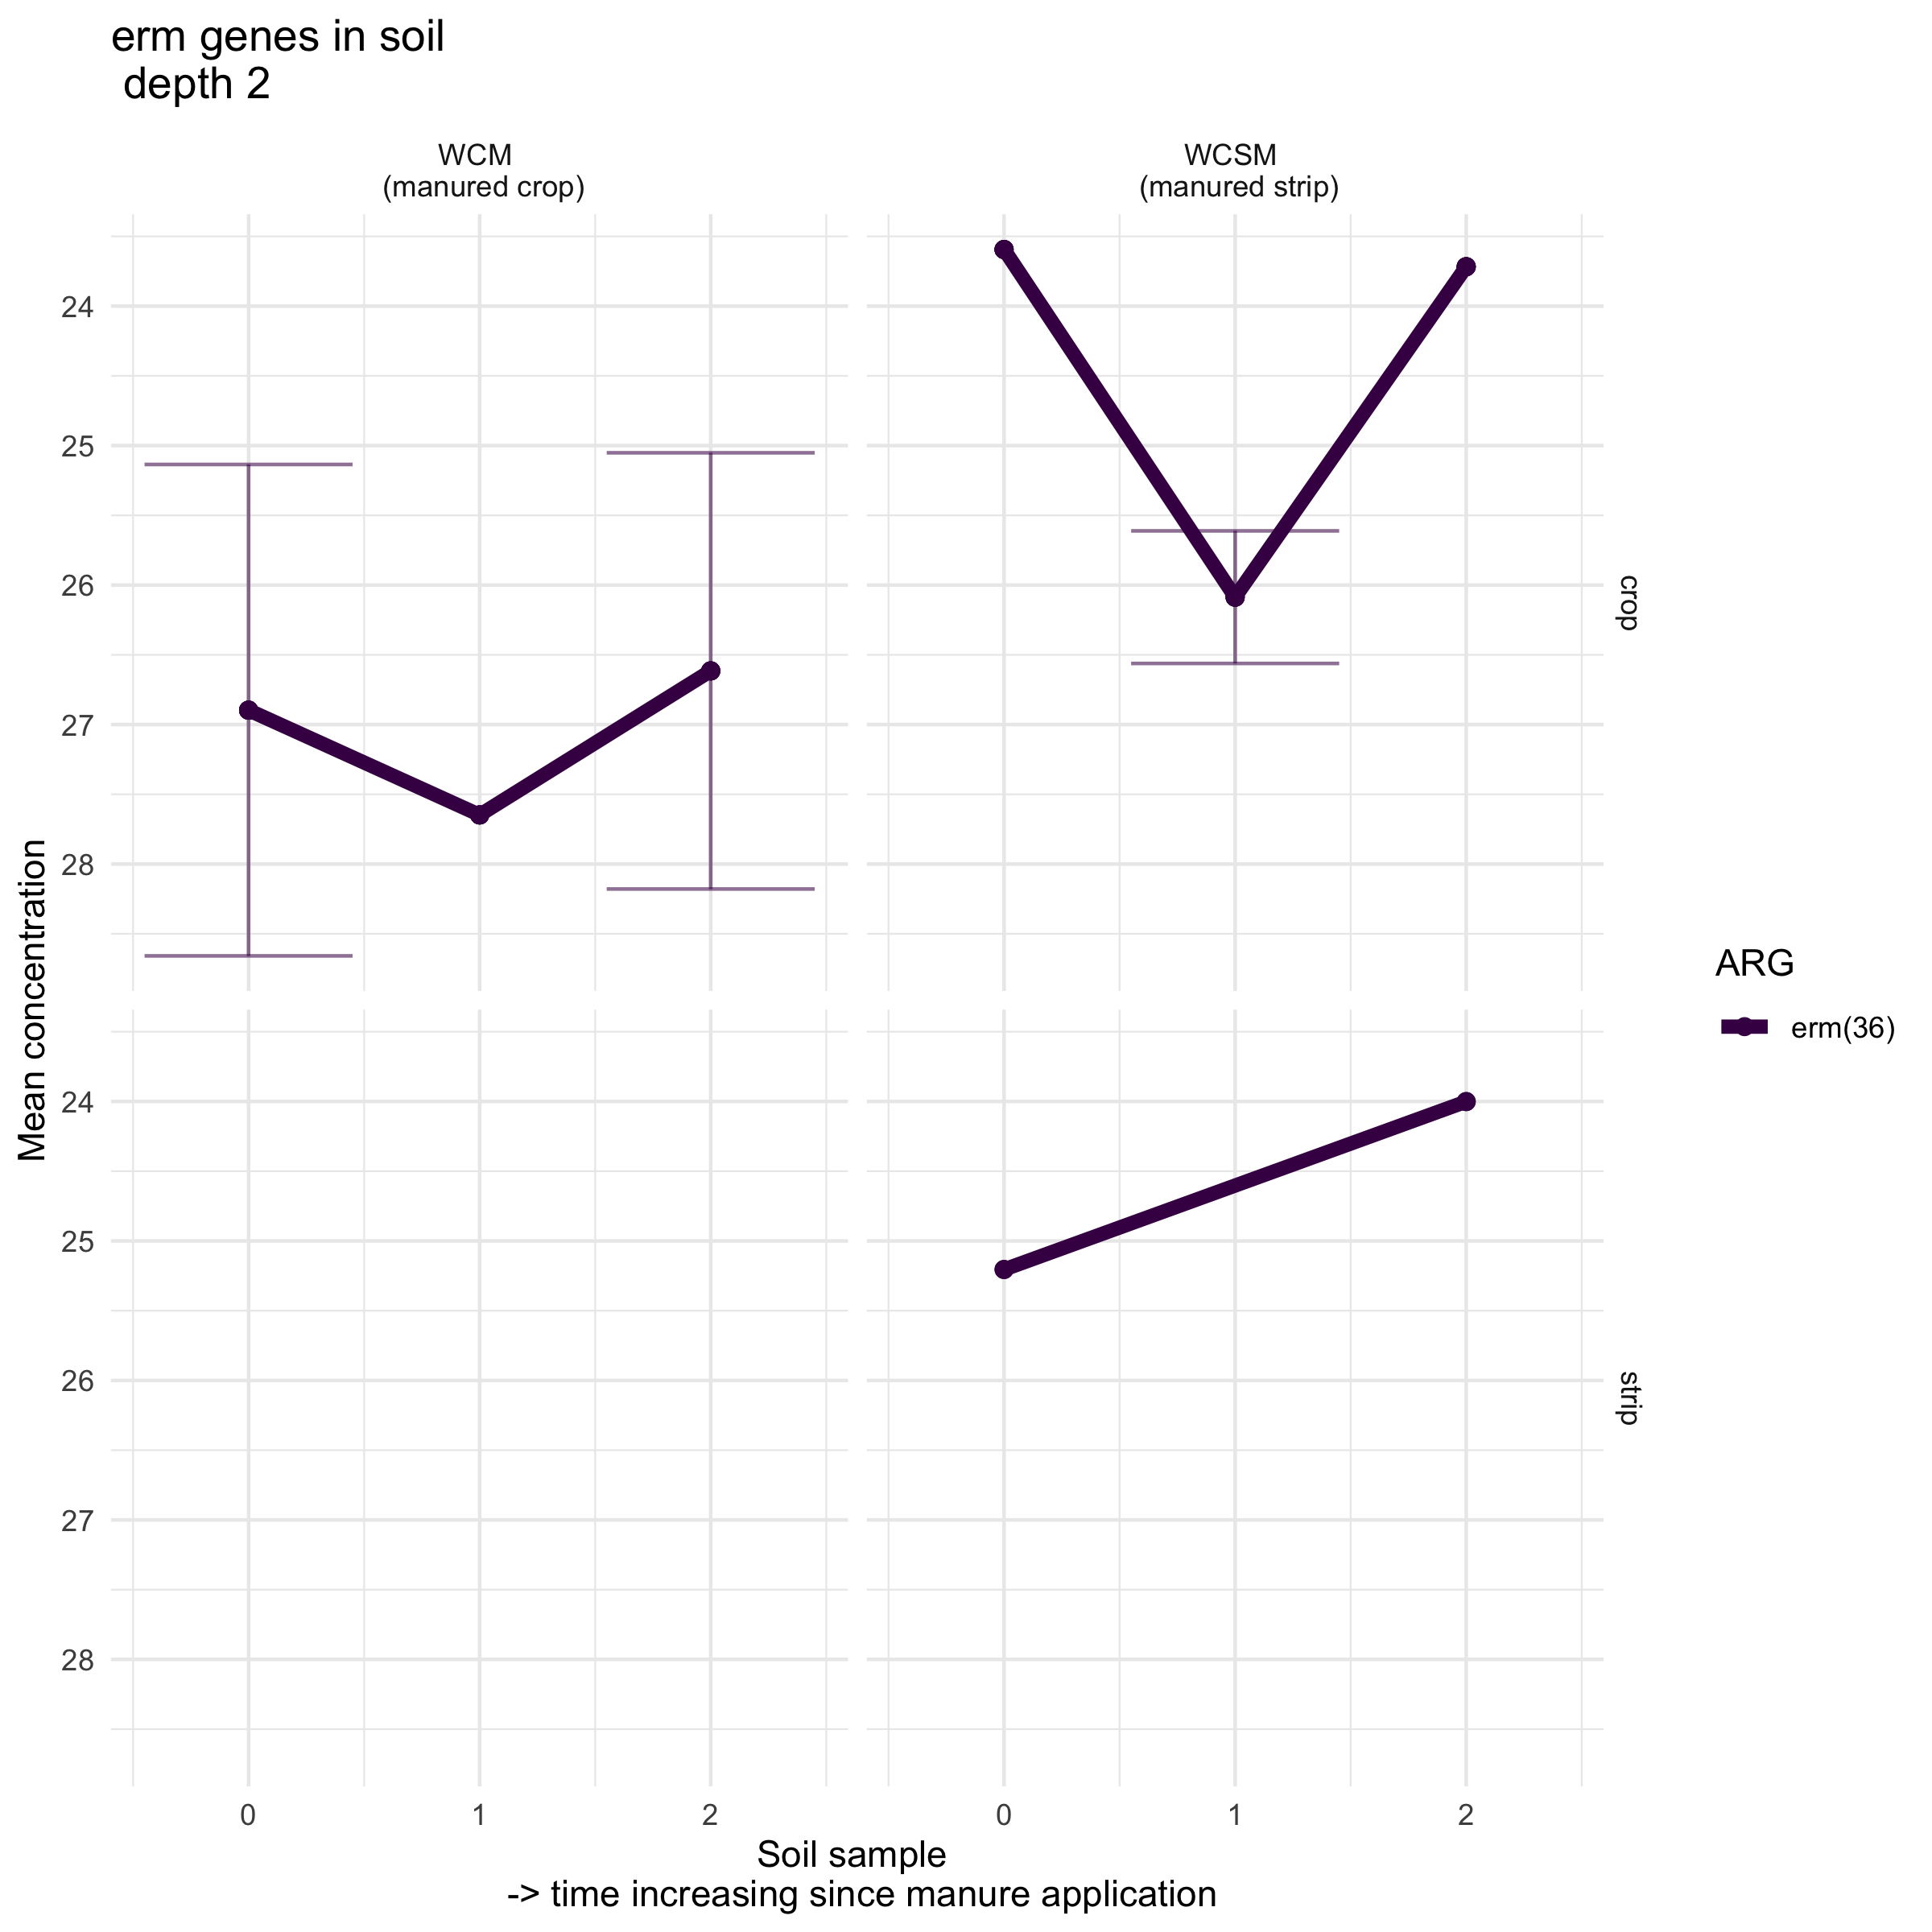 erm genes in soil
depth 2
WCM
(manured crop)
WCSM
(manured strip)
24
25
26
27
28
crop
Mean concentration
24
25
26
27
28
strip
ARG
erm(36)
0
1
2
0
1
2
Soil sample
-> time increasing since manure application